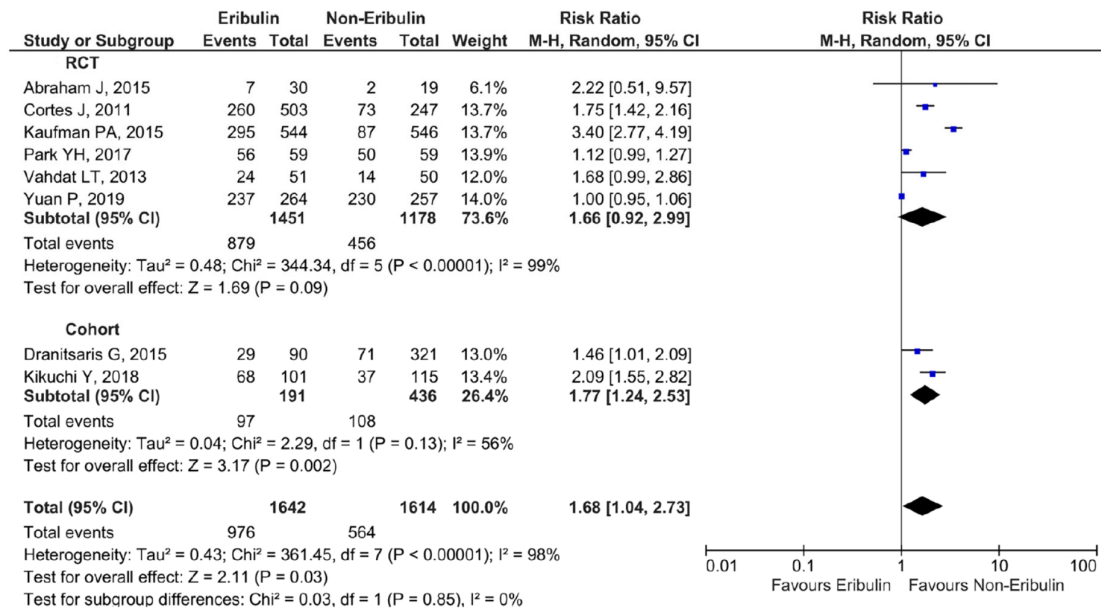 Eribulin Non-Eribulin Risk Ratio Risk Ratio
Study or Subgroup Events Total Events Total Weight M-H, Random, 95% CI M-H, Random, 95% CI
RCT
Abraham J, 2015 7 30 2 19 6.1% 2.22 [0.51, 9.57]
Cortes J, 2011 260 503 73 247 13.7% 1.75 [1.42, 2.16]
Kaufman PA, 2015 295 544 87 546 13.7% 3.40 [2.77, 4.19]
Park YH, 2017 56 59 50 59 13.9% 1.12 [0.99, 1.27]
Vahdat LT, 2013 24 51 14 50 12.0% 1.68 [0.99, 2.86]
Yuan P, 2019 237 264 230 257 14.0% 1.00 [0.95, 1.06]
Subtotal (95% CI) 1451 1178 73.6% 1.66 [0.92, 2.99]
Total events 879 456
Heterogeneity: Tau² = 0.48; Chi² = 344.34, df = 5 (P < 0.00001); I² = 99%
Test for overall effect: Z = 1.69 (P = 0.09)
Cohort
Dranitsaris G, 2015 29 90 71 321 13.0% 1.46 [1.01, 2.09]
Kikuchi Y, 2018 68 101 37 115 13.4% 2.09 [1.55, 2.82]
Subtotal (95% CI) 191 436 26.4% 1.77 [1.24, 2.53]
Total events 97 108
Heterogeneity: Tau² = 0.04; Chi² = 2.29, df = 1 (P = 0.13); I² = 56%
Test for overall effect: Z = 3.17 (P = 0.002)
Total (95% CI) 1642 1614 100.0% 1.68 [1.04, 2.73]
Total events 976 564
Heterogeneity: Tau² = 0.43; Chi² = 361.45, df = 7 (P < 0.00001); I² = 98%
Test for overall effect: Z = 2.11 (P = 0.03)
Test for subgroup differences: Chi² = 0.03, df = 1 (P = 0.85), I² = 0%
0.01 0.1 1 10 100
Favours Eribulin Favours Non-Eribulin